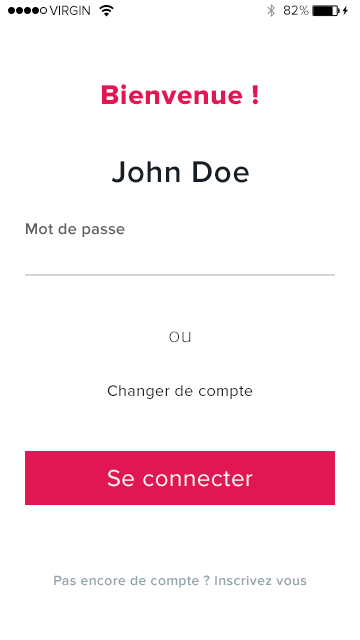 VIRGIN 82%
Bienvenue !
John Doe
Mot de passe
ou
Changer de compte
Se connecter
Pas encore de compte ? Inscrivez vous